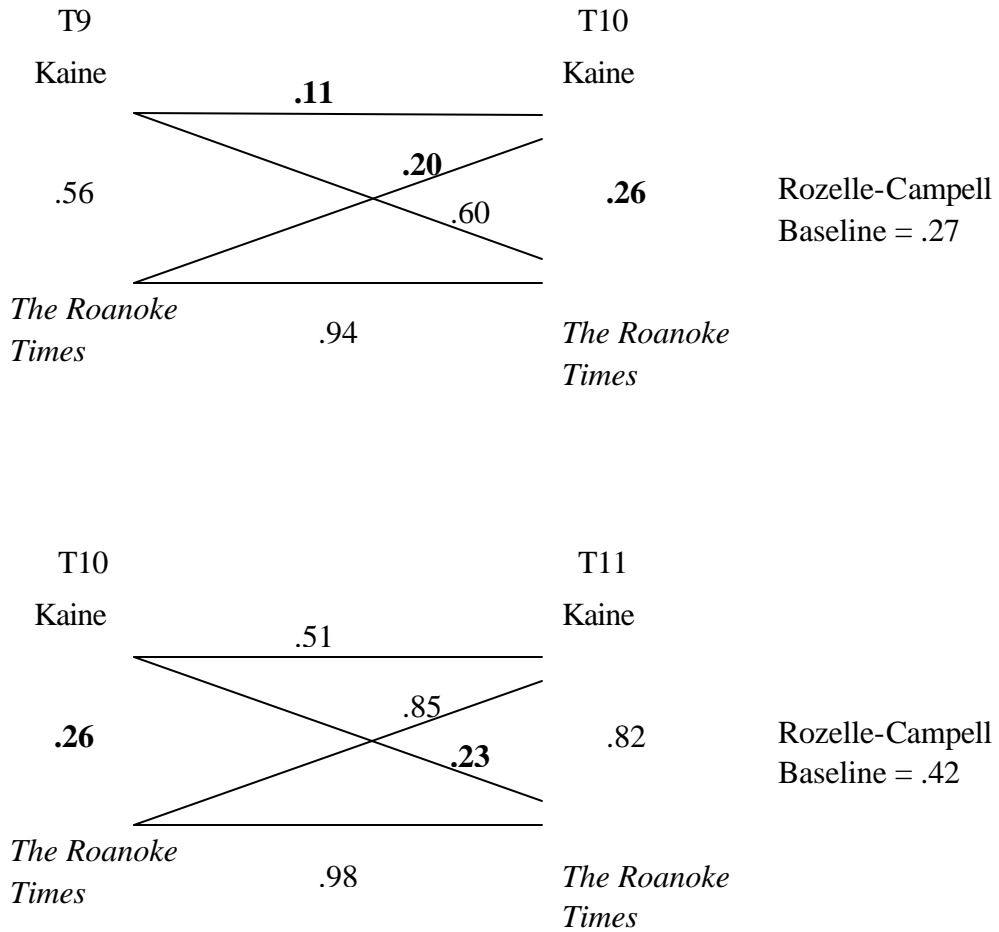 T9 T10
Kaine Kaine
.11
.20
.56 .60 .26 Rozelle-Campell
Baseline = .27
The Roanoke
Times
.94
The Roanoke
Times
T10 T11
Kaine Kaine
.51
.85
.26 .23 .82 Rozelle-Campell
Baseline = .42
The Roanoke
Times
.98
The Roanoke
Times